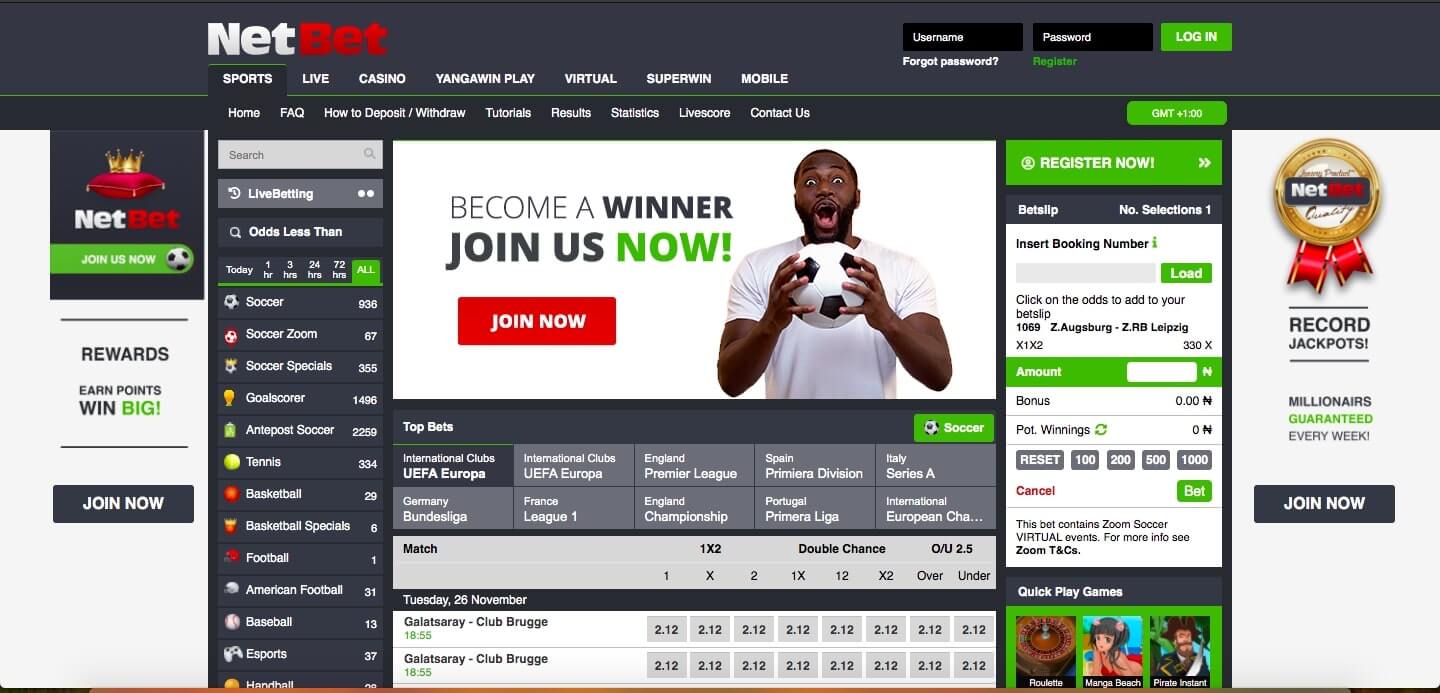 NetBet
Username
Password
LOG IN
Forgot password?
Register
SPORTS LIVE CASINO YANGAWIN PLAY VIRTUAL SUPERWIN MOBILE
Home FAQ How to Deposit / Withdraw Tutorials Results Statistics Livescore Contact Us
GMT +1:00
NetBet
JOIN US NOW
REWARDS
EARN POINTS
WIN BIG!
JOIN NOW
Search
LiveBetting
Odds Less Than
Today 1 hr 3 hrs 24 hrs 72 hrs ALL
Soccer 936
Soccer Zoom 67
Soccer Specials 355
Goalscorer 1496
Antepost Soccer 2259
Tennis 334
Basketball 29
Basketball Specials 6
Football 1
American Football 31
Baseball 13
Esports 37
Handball 28
BECOME A WINNER
JOIN US NOW!
JOIN NOW
Top Bets
Soccer
International Clubs
UEFA Europa
International Clubs
UEFA Europa
England
Premier League
Spain
Primiera Division
Italy
Series A
Germany
Bundesliga
France
League 1
England
Championship
Portugal
Primera Liga
International
European Cha...
Match 1X2 Double Chance O/U 2.5
1 X 2 1X 12 X2 Over Under
Tuesday, 26 November
Galatsaray - Club Brugge
18:55
2.12 2.12 2.12 2.12 2.12 2.12 2.12 2.12
Galatsaray - Club Brugge
18:55
2.12 2.12 2.12 2.12 2.12 2.12 2.12 2.12
REGISTER NOW!
Betslip No. Selections 1
Insert Booking Number
Load
Click on the odds to add to your
betslip
1069 Z.Augsburg - Z.RB Leipzig
X1X2 330 X
Amount ₦
Bonus 0.00 ₦
Pot. Winnings 0 ₦
RESET 100 200 500 1000
Cancel Bet
This bet contains Zoom Soccer
VIRTUAL events. For more info see
Zoom T&Cs.
Quick Play Games
Roulette
Manga Beach
Pirate Instant
Luxury Product
NetBet
Quality
RECORD
JACKPOTS!
MILLIONAIRS
GUARANTEED
EVERY WEEK!
JOIN NOW